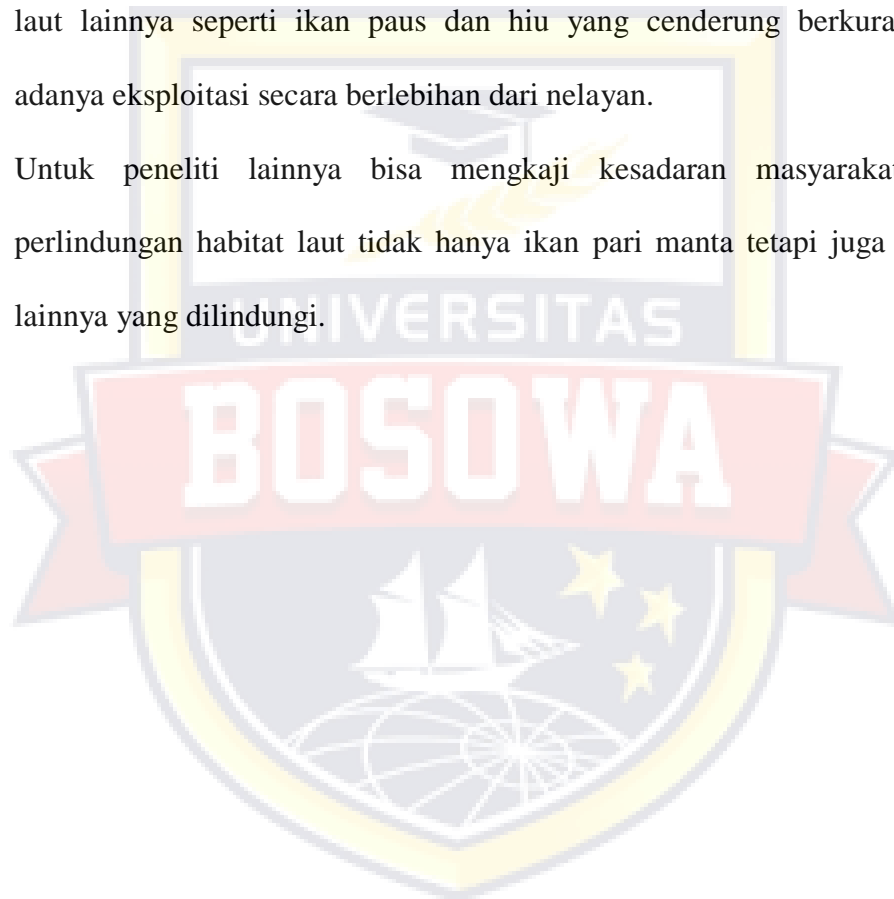 laut lainnya seperti ikan paus dan hiu yang cenderung berkura
adanya eksploitasi secara berlebihan dari nelayan.
Untuk peneliti lainnya bisa mengkaji kesadaran masyarakat
perlindungan habitat laut tidak hanya ikan pari manta tetapi juga
lainnya yang dilindungi.
UNIVERSITAS
BOSOWA